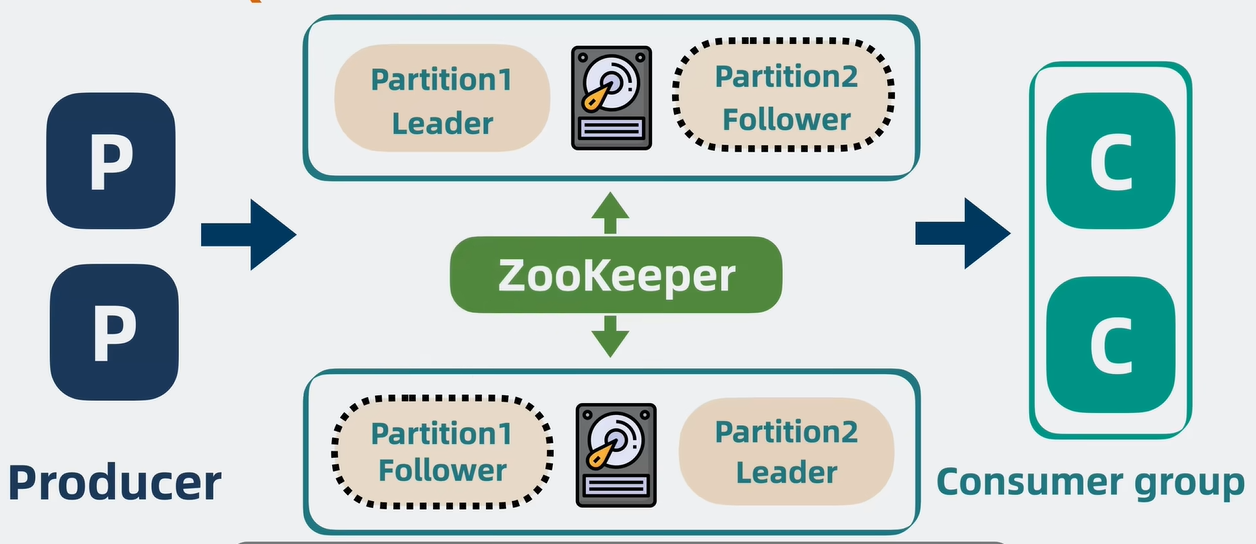 P
P
Producer
Partition1
Leader
Partition2
Follower
ZooKeeper
Partition1
Follower
Partition2
Leader
C
C
Consumer group